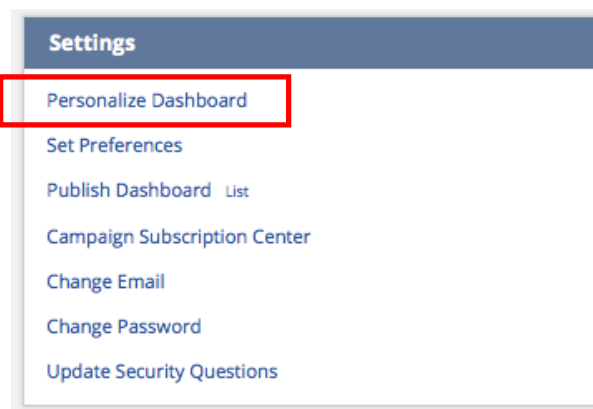 Settings
Personalize Dashboard
Set Preferences
Publish Dashboard List
Campaign Subscription Center
Change Email
Change Password
Update Security Questions